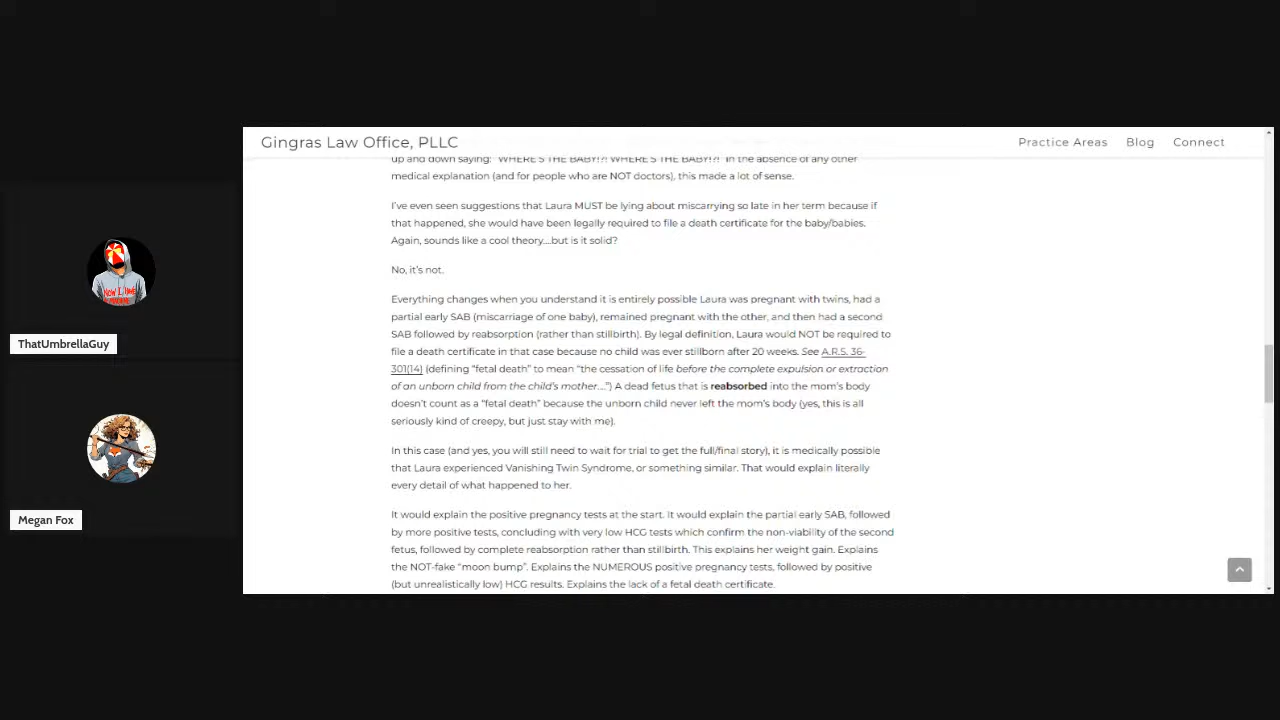 Gingras Law Office, PLLC
Practice Areas Blog Connect
up and down saying: "WHERE'S THE BABY!?! WHERE'S THE BABY!?!" In the absence of any other
medical explanation (and for people who are NOT doctors), this made a lot of sense.
I've even seen suggestions that Laura MUST be lying about miscarrying so late in her term because if
that happened, she would have been legally required to file a death certificate for the baby/babies.
Again, sounds like a cool theory....but is it solid?
No, it's not.
Everything changes when you understand it is entirely possible Laura was pregnant with twins, had a
partial early SAB (miscarriage of one baby), remained pregnant with the other, and then had a second
SAB followed by reabsorption (rather than stillbirth). By legal definition, Laura would NOT be required to
file a death certificate in that case because no child was ever stillborn after 20 weeks. See A.R.S. 36-
301(14) (defining "fetal death" to mean "the cessation of life before the complete expulsion or extraction
of an unborn child from the child's mother....") A dead fetus that is reabsorbed into the mom's body
doesn't count as a "fetal death" because the unborn child never left the mom's body (yes, this is all
seriously kind of creepy, but just stay with me).
In this case (and yes, you will still need to wait for trial to get the full/final story), it is medically possible
that Laura experienced Vanishing Twin Syndrome, or something similar. That would explain literally
every detail of what happened to her.
It would explain the positive pregnancy tests at the start. It would explain the partial early SAB, followed
by more positive tests, concluding with very low HCG tests which confirm the non-viability of the second
fetus, followed by complete reabsorption rather than stillbirth. This explains her weight gain. Explains
the NOT-fake "moon bump". Explains the NUMEROUS positive pregnancy tests, followed by positive
(but unrealistically low) HCG results. Explains the lack of a fetal death certificate.
ThatUmbrellaGuy
Megan Fox